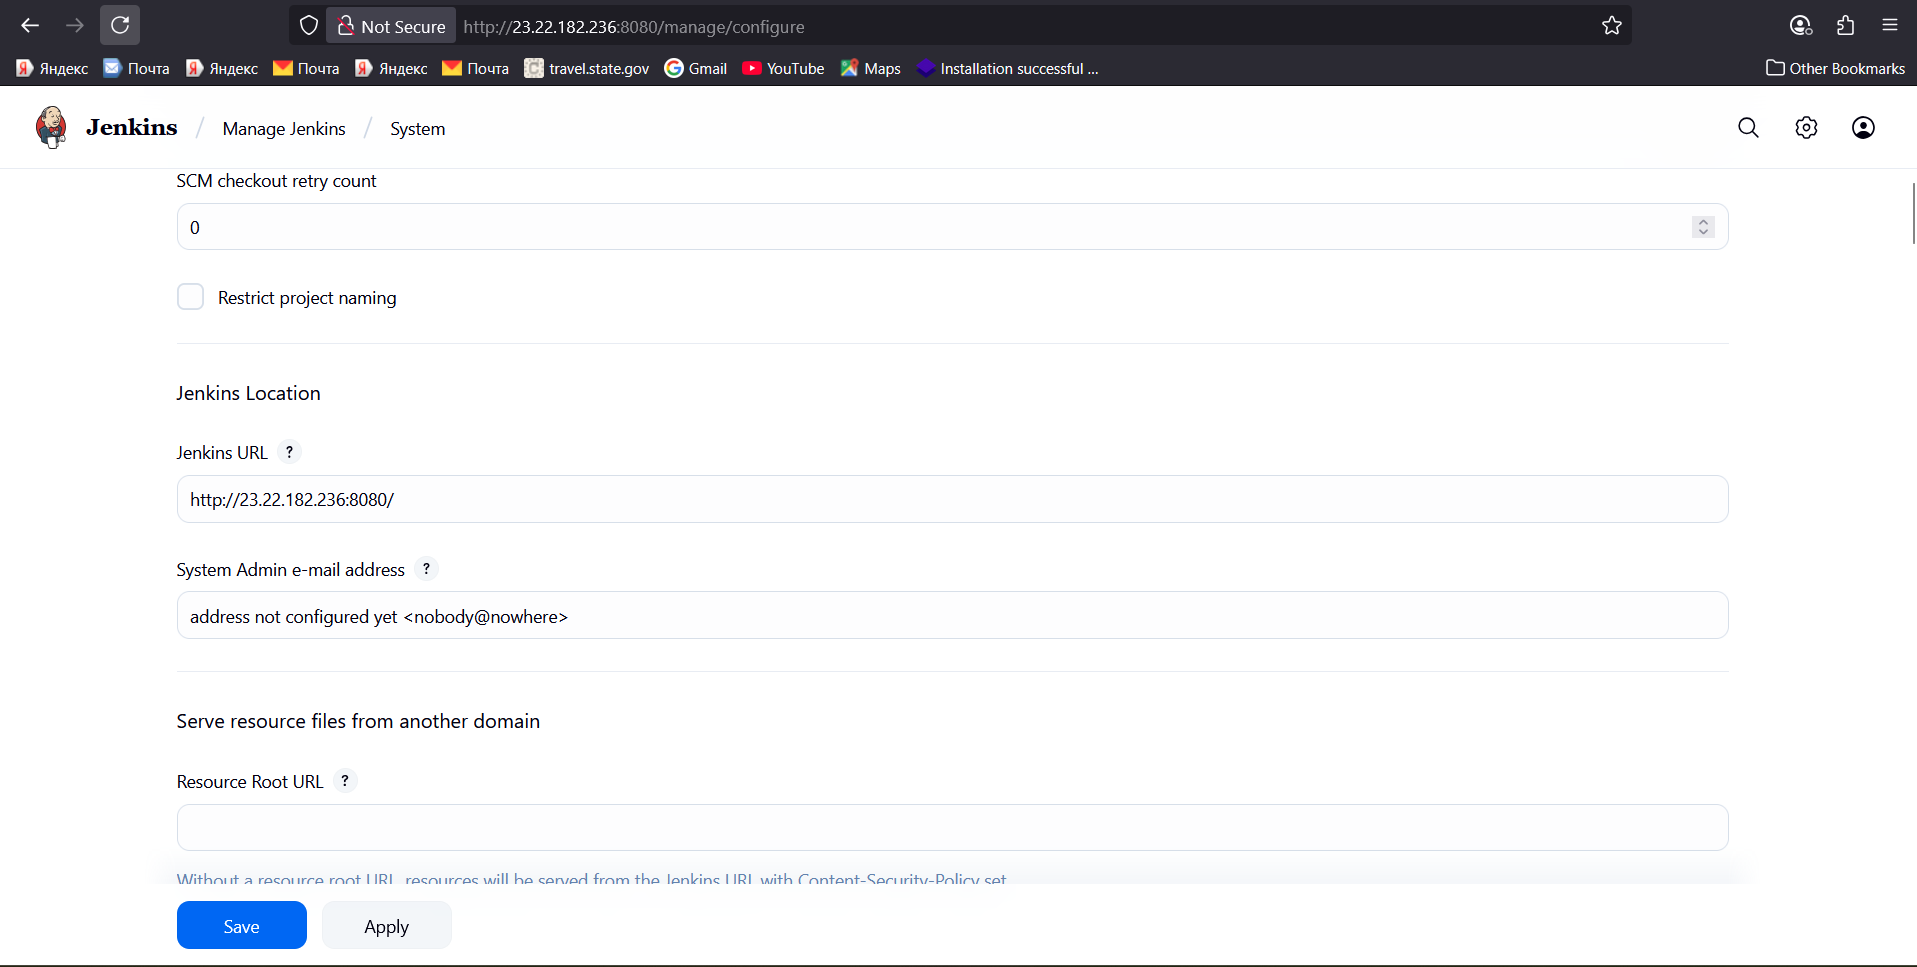 Not Secure http://23.22.182.236:8080/manage/configure
Яндекс Почта Яндекс Почта Яндекс Почта travel.state.gov Gmail YouTube Maps Installation successful ... Other Bookmarks
Jenkins / Manage Jenkins / System
SCM checkout retry count
0
Restrict project naming
Jenkins Location
Jenkins URL ?
http://23.22.182.236:8080/
System Admin e-mail address ?
address not configured yet <nobody@nowhere>
Serve resource files from another domain
Resource Root URL ?
Without a resource root URL, resources will be served from the Jenkins URL with Content-Security-Policy set.
Save Apply